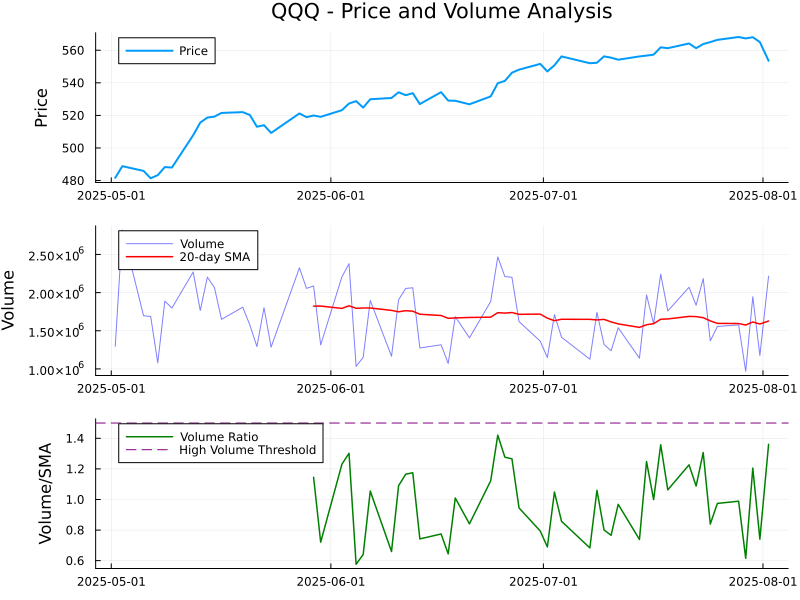 QQQ - Price and Volume Analysis
Price
560
540
520
500
480
Price
2025-05-01 2025-06-01 2025-07-01 2025-08-01
Volume
20-day SMA
2.50×10⁶
2.00×10⁶
1.50×10⁶
1.00×10⁶
Volume
2025-05-01 2025-06-01 2025-07-01 2025-08-01
Volume Ratio
High Volume Threshold
1.4
1.2
1.0
0.8
0.6
Volume/SMA
2025-05-01 2025-06-01 2025-07-01 2025-08-01